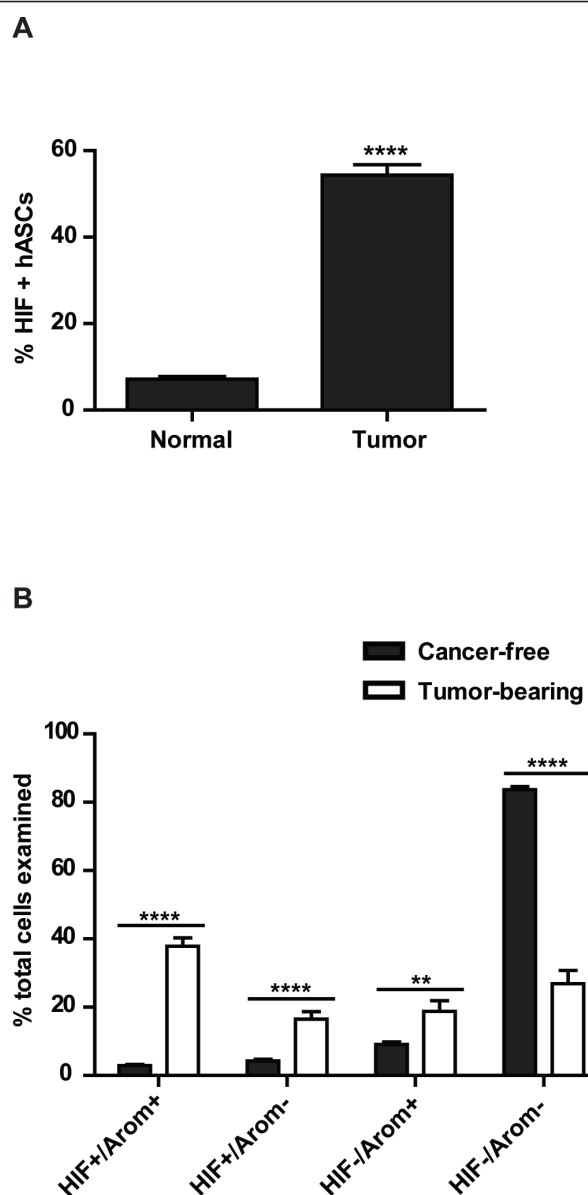 A
% HIF + hASCs
60
40
20
0
****
Normal
Tumor
B
Cancer-free
Tumor-bearing
% total cells examined
100
80
60
40
20
0
****
****
**
****
HIF+/Arom+
HIF+/Arom-
HIF-/Arom+
HIF-/Arom-